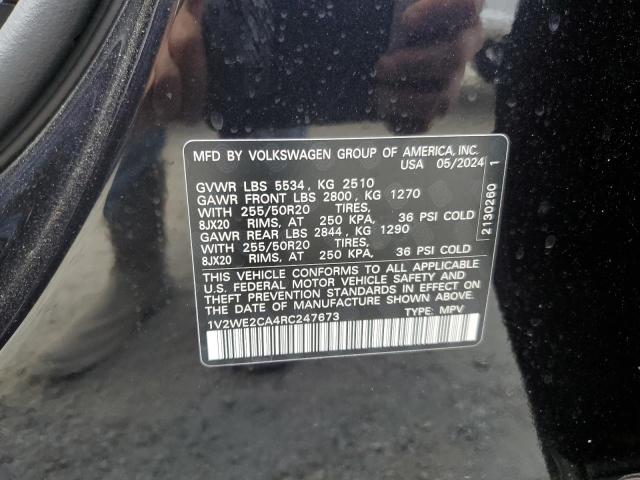 MFD BY VOLKSWAGEN GROUP OF AMERICA, INC.
USA 05/2024
GVWR LBS 5534, KG 2510
GAWR FRONT LBS 2800, KG 1270
WITH 255/50R20 TIRES,
8JX20 RIMS, AT 250 KPA, 36 PSI COLD
GAWR REAR LBS 2844, KG 1290
WITH 255/50R20 TIRES,
8JX20 RIMS, AT 250 KPA, 36 PSI COLD
THIS VEHICLE CONFORMS TO ALL APPLICABLE
U.S. FEDERAL MOTOR VEHICLE SAFETY AND
THEFT PREVENTION STANDARDS IN EFFECT ON
THE DATE OF MANUFACTURE SHOWN ABOVE.
1V2WE2CA4RC247673 TYPE: MPV
2130260 1